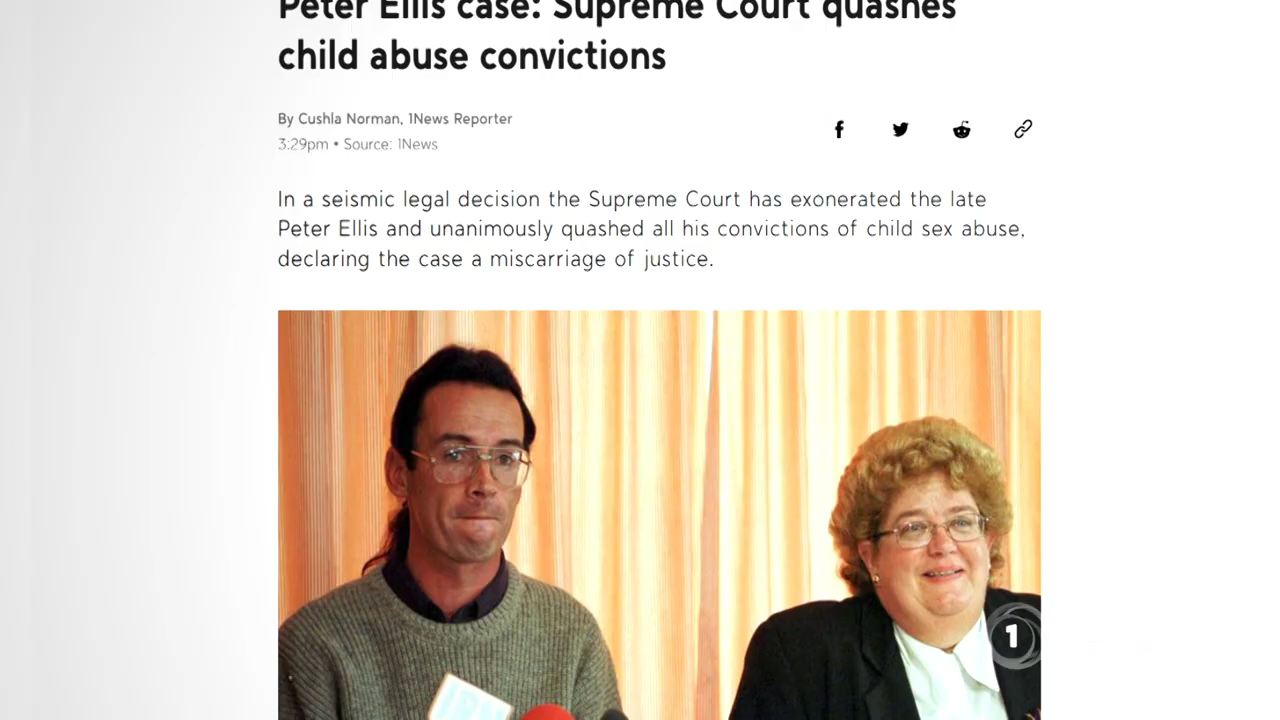 Peter Ellis case: Supreme Court quashes
child abuse convictions
By Cushla Norman, 1News Reporter
3:29pm • Source: 1News
In a seismic legal decision the Supreme Court has exonerated the late
Peter Ellis and unanimously quashed all his convictions of child sex abuse,
declaring the case a miscarriage of justice.
1